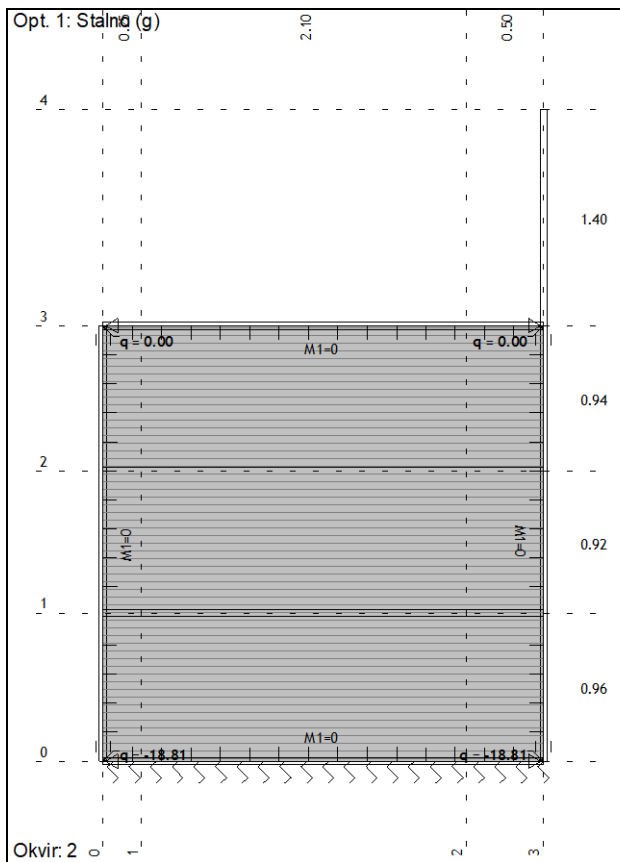 Opt. 1: Stalno (g)
2.10
0.50
4
1.40
3
q = 0.00
q = 0.00
M1=0
0.94
2
M1=0
M1=0
0.92
1
0.96
M1=0
0
q = -18.81
q = -18.81
Okvir: 2
0
1
2
3